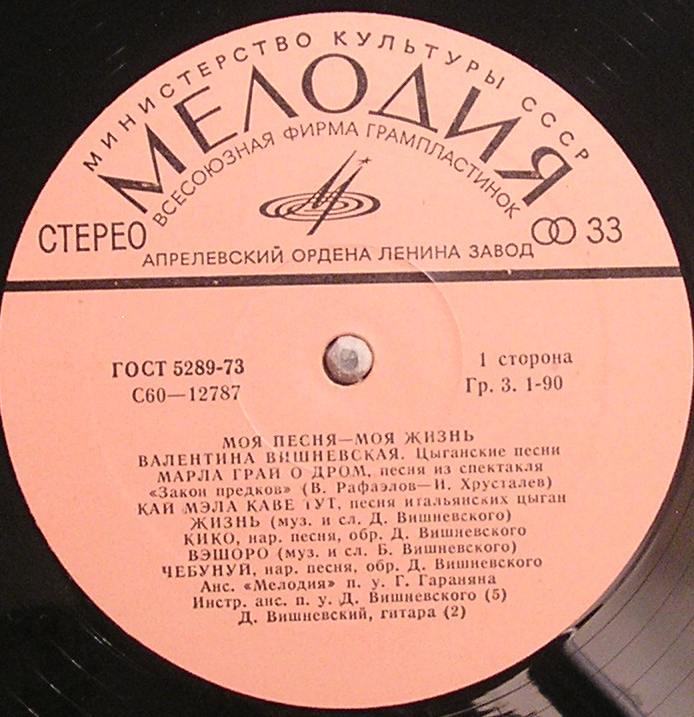 МИНИСТЕРСТВО КУЛЬТУРЫ СССР
МЕЛОДИЯ
ВСЕСОЮЗНАЯ ФИРМА ГРАМПЛАСТИНОК
СТЕРЕО
33
АПРЕЛЕВСКИЙ ОРДЕНА ЛЕНИНА ЗАВОД
ГОСТ 5289-73
С60—12787
1 сторона
Гр. 3. 1-90
МОЯ ПЕСНЯ—МОЯ ЖИЗНЬ
ВАЛЕНТИНА ВИШНЕВСКАЯ. Цыганские песни
МАРЛА ГРАЙ О ДРОМ, песня из спектакля
«Закон предков» (В. Рафаэлов—И. Хрусталев)
КАЙ МЭЛА КАВЕ ТУТ, песня итальянских цыган
ЖИЗНЬ (муз. и сл. Д. Вишневского)
КИКО, нар. песня, обр. Д. Вишневского
ВЭШОРО (муз. и сл. Б. Вишневского)
ЧЕБУНУЙ, нар. песня, обр. Д. Вишневского
Анс. «Мелодия» п. у. Г. Гараняна
Инстр. анс. п. у. Д. Вишневского (5)
Д. Вишневский, гитара (2)